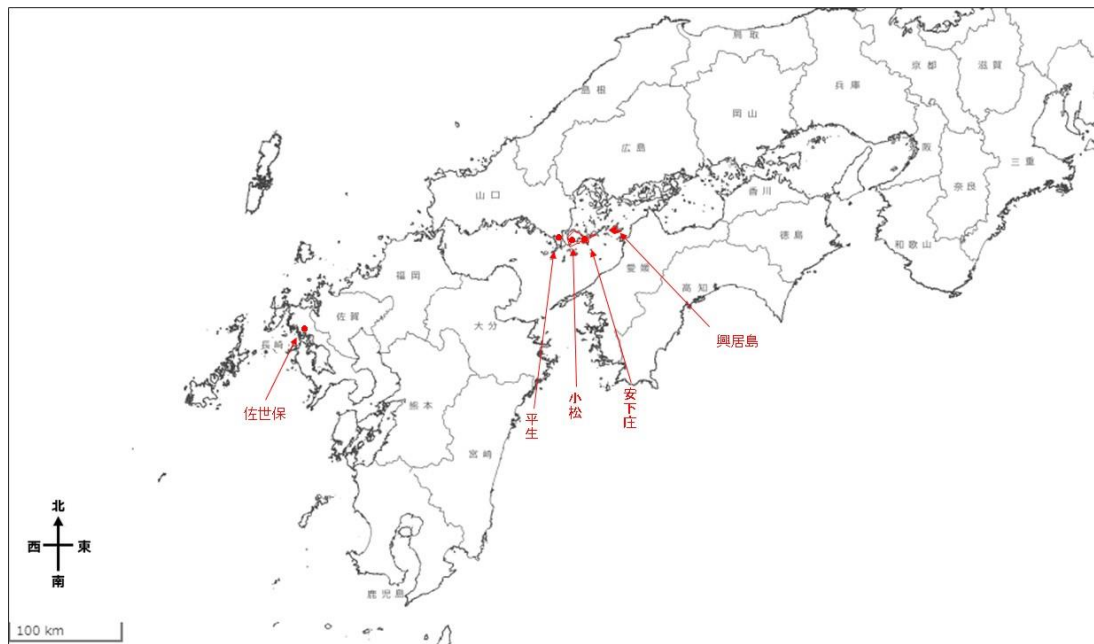 鳥取
京都
滋賀
兵庫
島根
岡山
広島
阪
三重
山口
香川
奈良
徳島
和歌山
愛媛
福岡
高知
佐賀
大分
長崎
興居島
佐世保
小松
安下庄
平生
熊本
宮崎
北
西
東
南
鹿児島
100 km